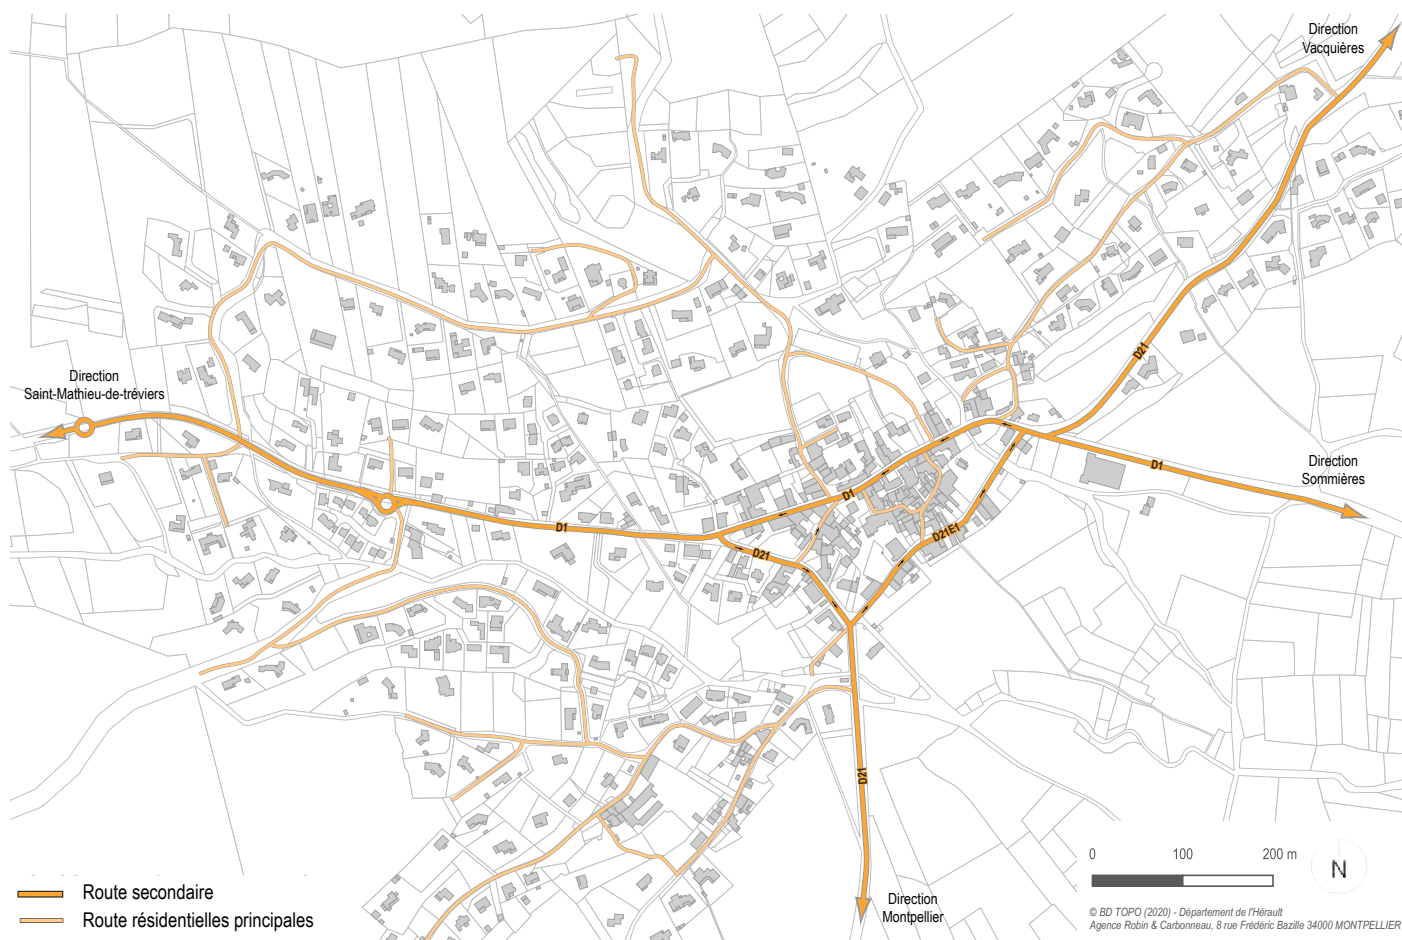 Direction
Vacquières
D21
Direction
Saint-Mathieu-de-tréviers
D1
Direction
Sommières
D1
D1
D21E1
D21
D21
Direction
Montpellier
0 100 200 m
N
Route secondaire
Route résidentielles principales
© BD TOPO (2020) - Département de l'Hérault
Agence Robin & Carbonneau, 8 rue Frédéric Bazille 34000 MONTPELLIER